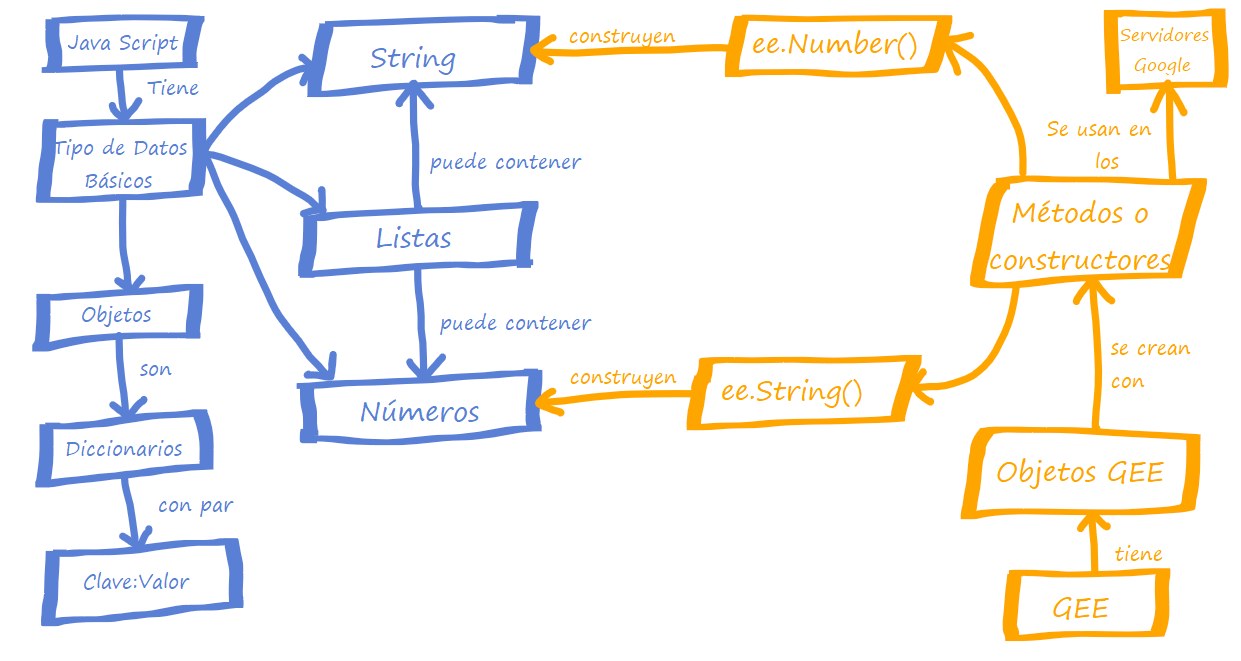 Java Script
Tiene
Tipo de Datos
Básicos
Objetos
son
Diccionarios
con par
Clave:Valor
String
puede contener
Listas
puede contener
Números
construyen
ee.Number()
construyen
ee.String()
Servidores
Google
Se usan en
los
Métodos o
constructores
se crean
con
Objetos GEE
tiene
GEE